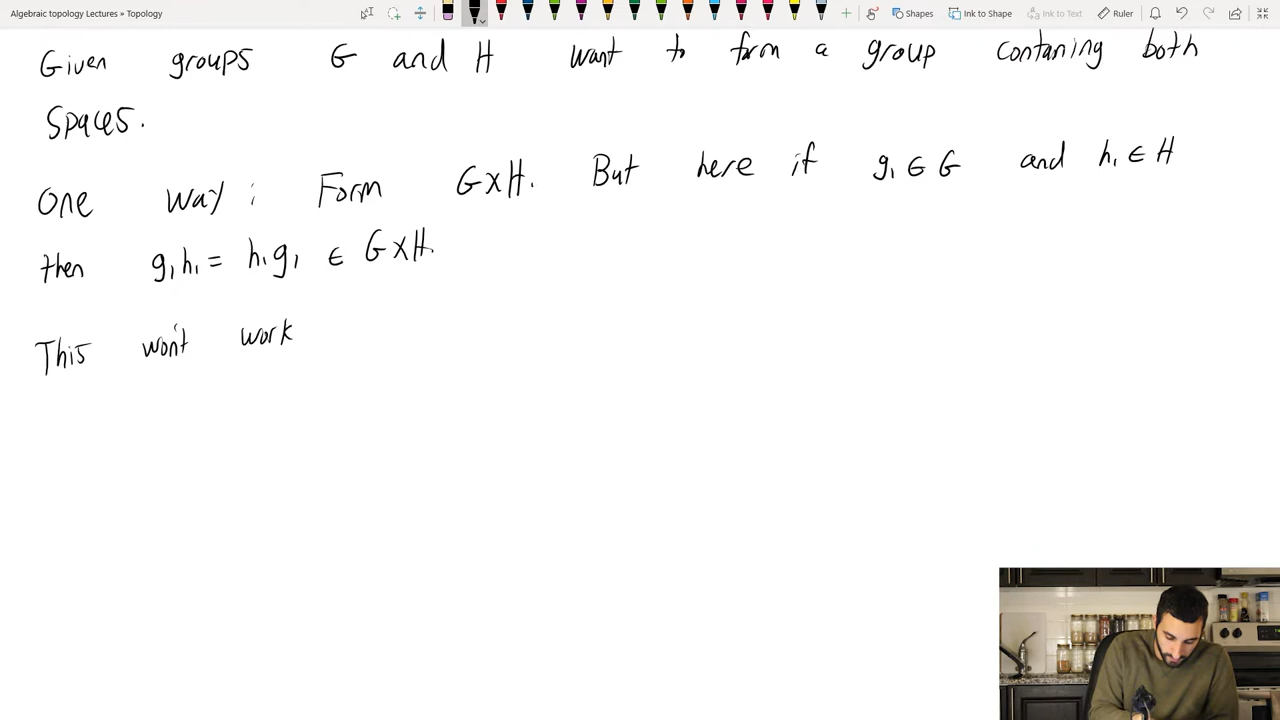 Algebraic topology Lectures » Topology
Shapes Ink to Shape Ink to Text Ruler
Given groups G and H want to form a group contaning both
Spaces.
One way: Form G×H. But here if g₁ ∈ G and h₁ ∈ H
then g₁h₁ = h₁g₁ ∈ G×H.
This won't work